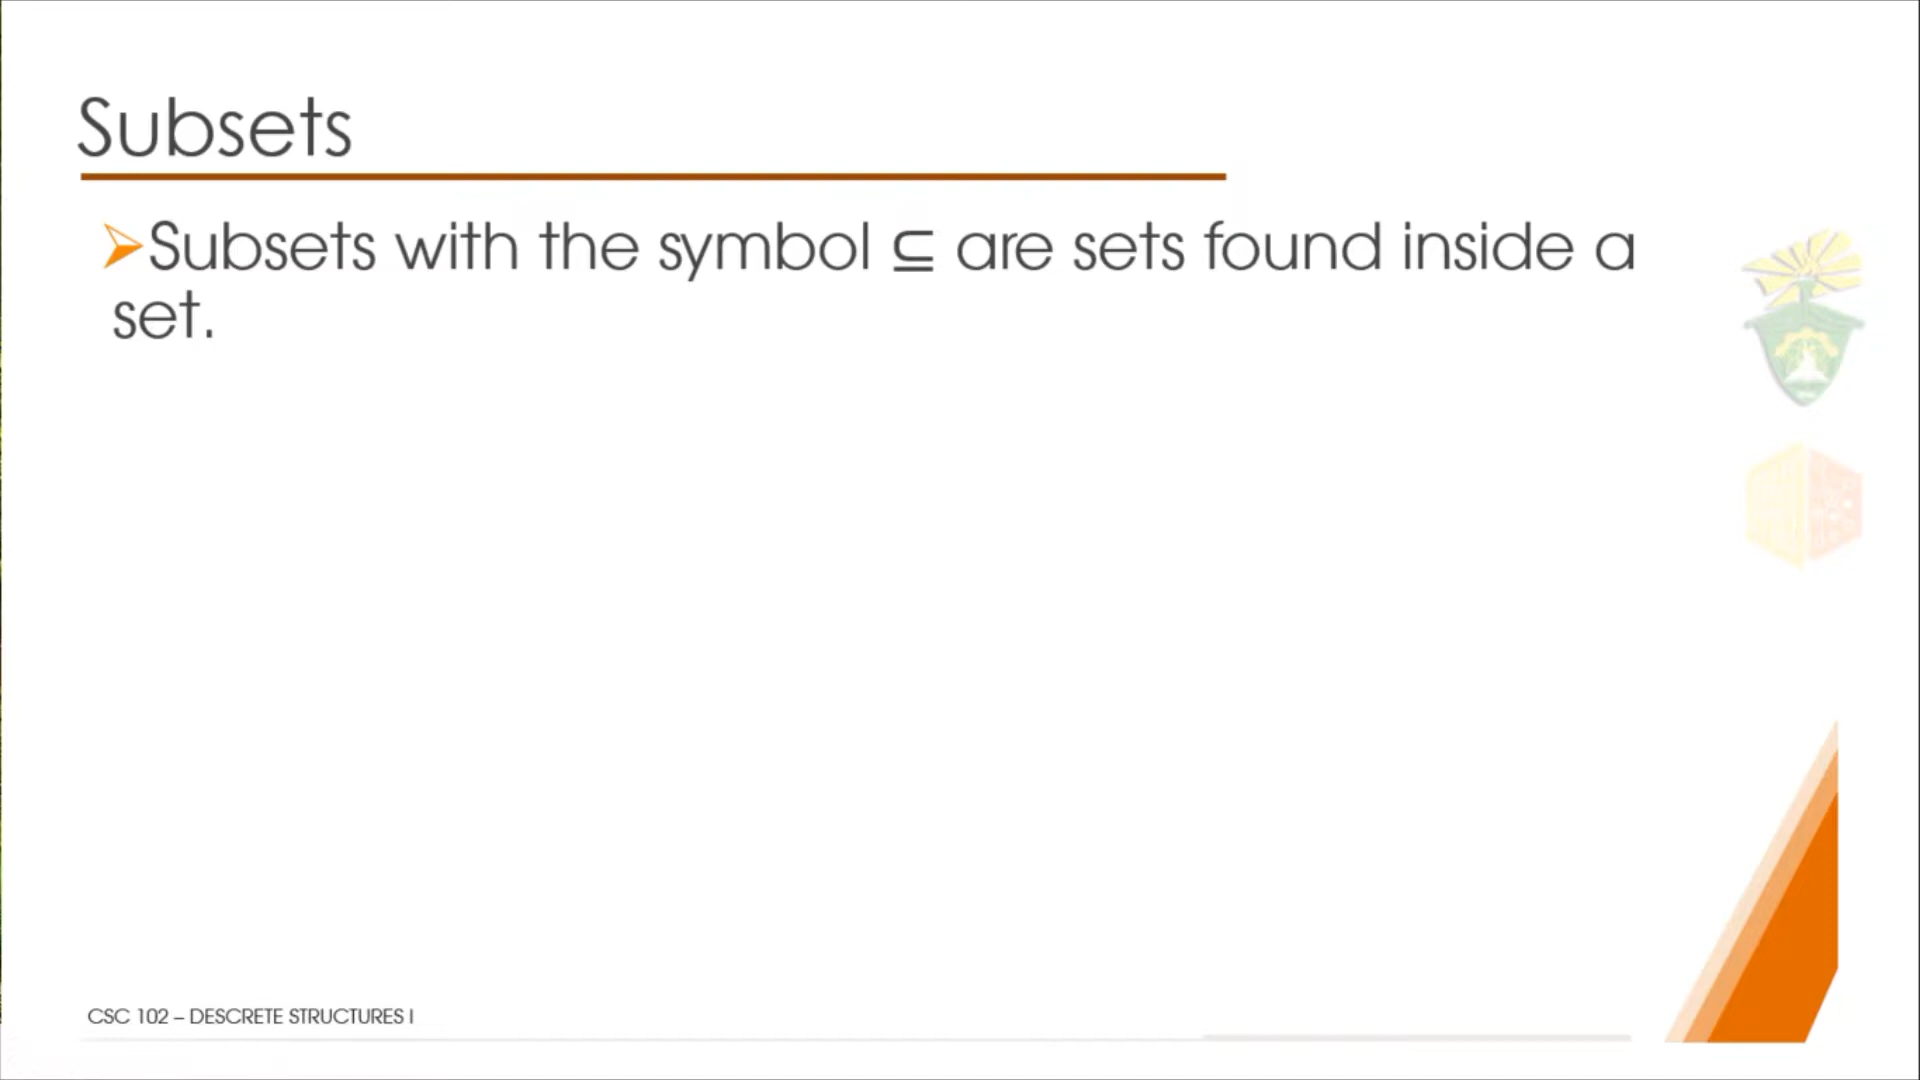 Subsets
➢Subsets with the symbol ⊆ are sets found inside a
set.
CSC 102 – DESCRETE STRUCTURES I